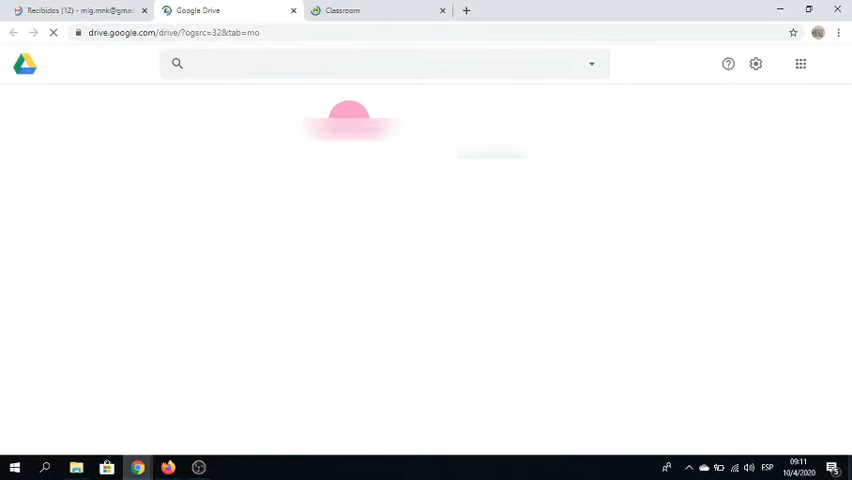 Recibidos (12) - mig.mnk@gmai
Google Drive
Classroom
drive.google.com/drive/?ogsrc=32&tab=mo
ESP
09:11
10/4/2020
5